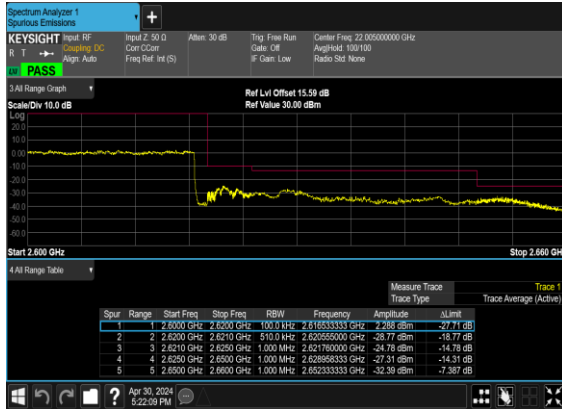 Spectrum Analyzer 1
Spurious Emissions
KEYSIGHT Input: RF Input Z: 50 Ω Atten: 30 dB Trig: Free Run Center Freq: 22.005000000 GHz
R T Coupling: DC Corr CCorr Gate: Off Avg|Hold: 100/100
Align: Auto Freq Ref: Int (S) IF Gain: Low Radio Std: None
PASS
3 All Range Graph
Ref Lvl Offset 15.59 dB
Scale/Div 10.0 dB Ref Value 30.00 dBm
Log
20.0
10.0
0.00
-10.0
-20.0
-30.0
-40.0
-50.0
-60.0
Start 2.600 GHz Stop 2.660 GH
4 All Range Table
Measure Trace Trace 1
Trace Type Trace Average (Active)
Spur Range Start Freq Stop Freq RBW Frequency Amplitude ΔLimit
1 1 2.6000 GHz 2.6200 GHz 100.0 kHz 2.616533333 GHz 2.288 dBm -27.71 dB
2 2 2.6200 GHz 2.6210 GHz 510.0 kHz 2.620555000 GHz -28.77 dBm -18.77 dB
3 3 2.6210 GHz 2.6250 GHz 1.000 MHz 2.621760000 GHz -24.78 dBm -14.78 dB
4 4 2.6250 GHz 2.6500 GHz 1.000 MHz 2.628958333 GHz -27.31 dBm -14.31 dB
5 5 2.6500 GHz 2.6600 GHz 1.000 MHz 2.652333333 GHz -32.39 dBm -7.387 dB
Apr 30, 2024
5:22:09 PM